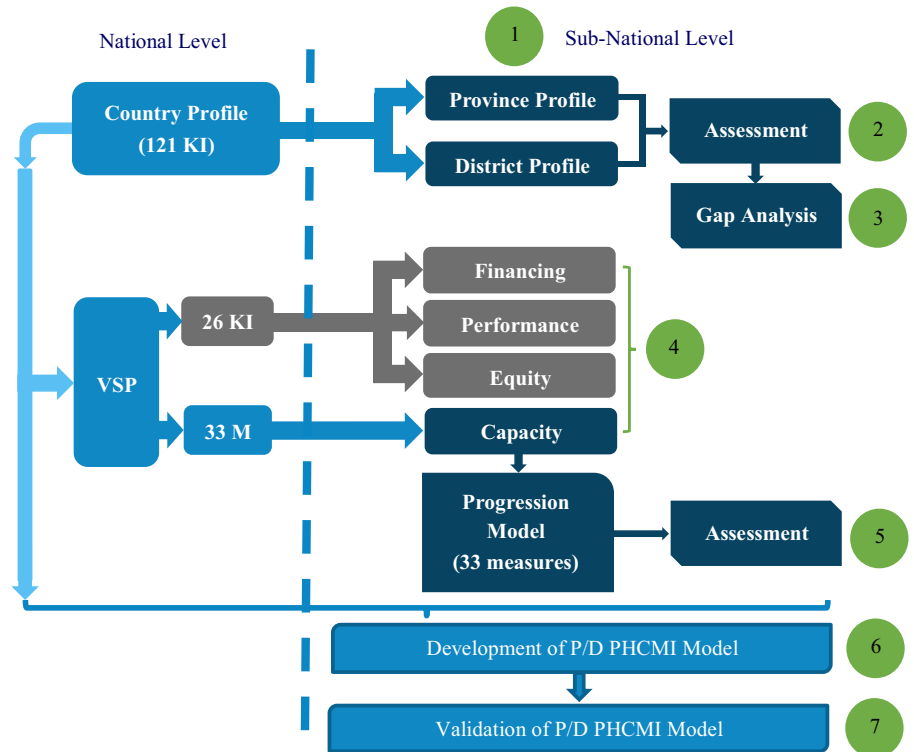 National Level
1
Sub-National Level
Country Profile
(121 KI)
Province Profile
District Profile
Assessment
2
Gap Analysis
3
VSP
26 KI
33 M
Financing
Performance
Equity
Capacity
4
Progression
Model
(33 measures)
Assessment
5
Development of P/D PHCMI Model
6
Validation of P/D PHCMI Model
7